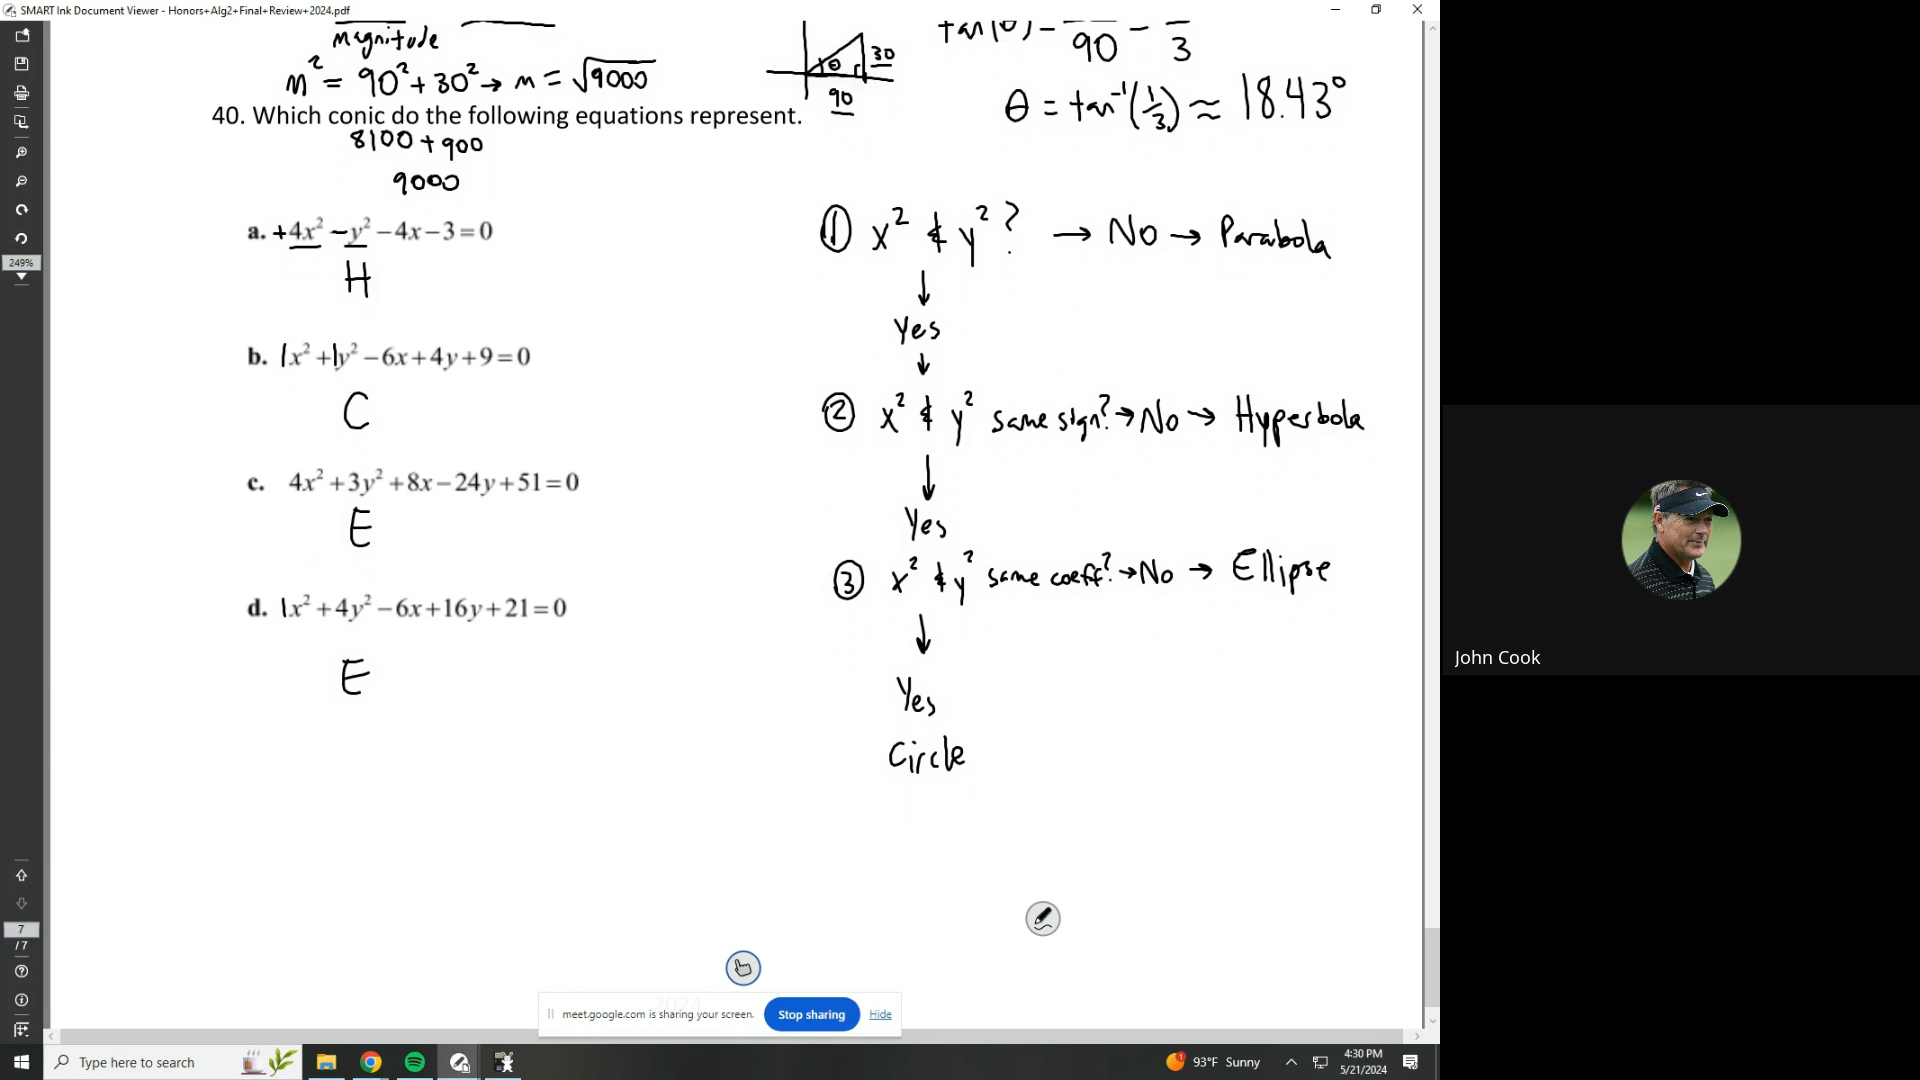 SMART Ink Document Viewer - Honors+Alg2+Final+Review+2024.pdf
magnitude
m² = 90² + 30² → m = √9000
8100 + 900
9000
30
θ
90
tan(θ) = — 90 = — 3
θ = tan⁻¹(1/3) ≈ 18.43°
40. Which conic do the following equations represent.
a. +4x² − y² − 4x − 3 = 0
H
b. 1x² + 1y² − 6x + 4y + 9 = 0
C
c. 4x² + 3y² + 8x − 24y + 51 = 0
E
d. 1x² + 4y² − 6x + 16y + 21 = 0
E
① x² & y² ? → No → Parabola
↓
Yes
↓
② x² & y² same sign? → No → Hyperbola
↓
Yes
③ x² & y² same coeff? → No → Ellipse
↓
Yes
Circle
249%
7
/ 7
2024
meet.google.com is sharing your screen. Stop sharing Hide
John Cook
Type here to search
1
93°F Sunny
4:30 PM
5/21/2024